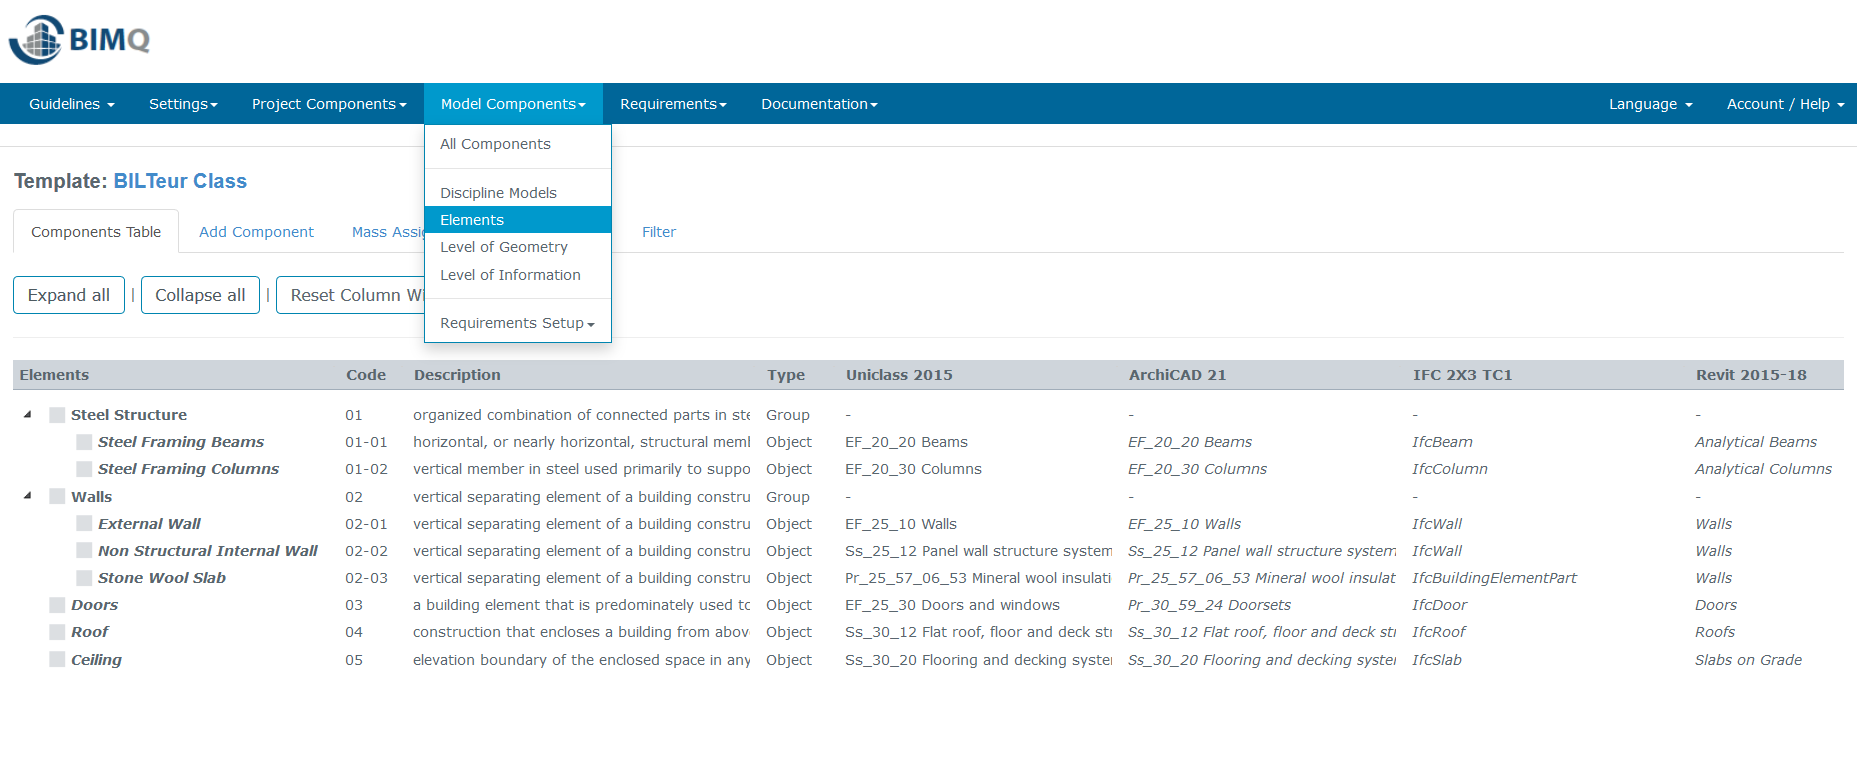 BIMQ
Guidelines Settings Project Components Model Components Requirements Documentation Language Account / Help
All Components
Discipline Models
Elements
Level of Geometry
Level of Information
Requirements Setup
Template: BILTeur Class
Components Table Add Component Mass Assig Filter
Expand all | Collapse all | Reset Column Wi
Elements Code Description Type Uniclass 2015 ArchiCAD 21 IFC 2X3 TC1 Revit 2015-18
Steel Structure 01 organized combination of connected parts in ste Group - - - -
Steel Framing Beams 01-01 horizontal, or nearly horizontal, structural meml Object EF_20_20 Beams EF_20_20 Beams IfcBeam Analytical Beams
Steel Framing Columns 01-02 vertical member in steel used primarily to suppo Object EF_20_30 Columns EF_20_30 Columns IfcColumn Analytical Columns
Walls 02 vertical separating element of a building constru Group - - - -
External Wall 02-01 vertical separating element of a building constru Object EF_25_10 Walls EF_25_10 Walls IfcWall Walls
Non Structural Internal Wall 02-02 vertical separating element of a building constru Object Ss_25_12 Panel wall structure system Ss_25_12 Panel wall structure system IfcWall Walls
Stone Wool Slab 02-03 vertical separating element of a building constru Object Pr_25_57_06_53 Mineral wool insulati Pr_25_57_06_53 Mineral wool insulat IfcBuildingElementPart Walls
Doors 03 a building element that is predominately used to Object EF_25_30 Doors and windows Pr_30_59_24 Doorsets IfcDoor Doors
Roof 04 construction that encloses a building from above Object Ss_30_12 Flat roof, floor and deck str Ss_30_12 Flat roof, floor and deck st IfcRoof Roofs
Ceiling 05 elevation boundary of the enclosed space in any Object Ss_30_20 Flooring and decking system Ss_30_20 Flooring and decking syster IfcSlab Slabs on Grade